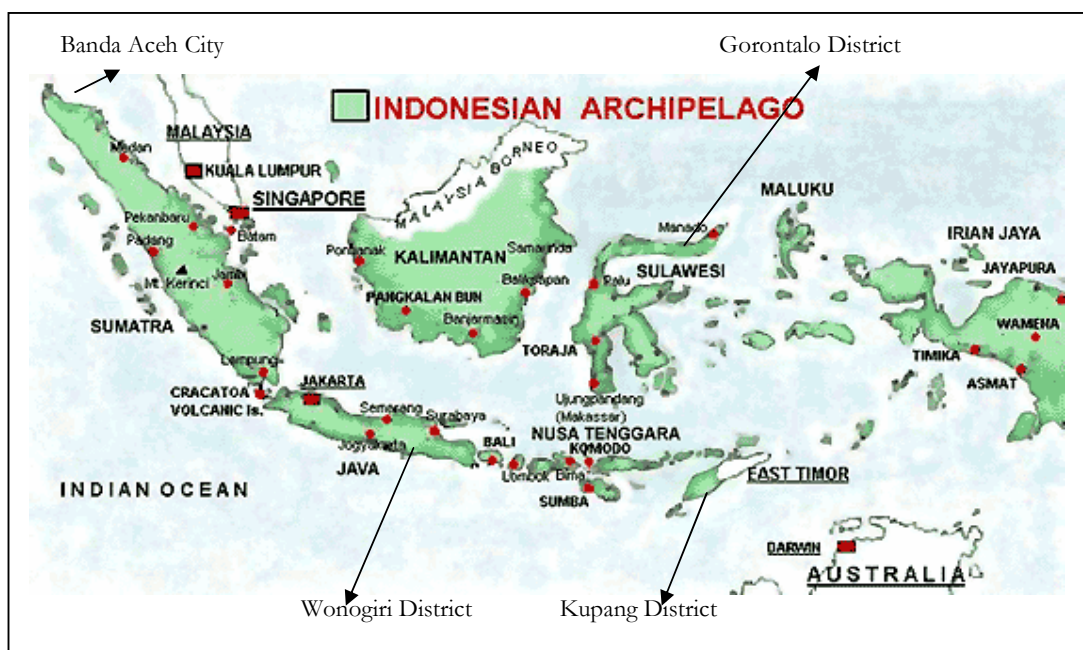 Banda Aceh City
Gorontalo District
INDONESIAN ARCHIPELAGO
MALAYSIA
Medan
KUALA LUMPUR
MALAYSIA BORNEO
SINGAPORE
MALUKU
Pekanbaru
Batam
Padang
Manado
IRIAN JAYA
Pontianak
KALIMANTAN
Samarinda
SULAWESI
JAYAPURA
Mt. Kerinci
Jambi
Balikpapan
Palu
PANGKALAN BUN
SUMATRA
Banjarmasin
WAMENA
TORAJA
TIMIKA
Lampung
ASMAT
CRACATOA
VOLCANIC Is.
JAKARTA
Ujungpandang
(Makassar)
Semarang
Surabaya
NUSA TENGGARA
BALI
KOMODO
Jogyakarta
JAVA
Lombok
Bima
EAST TIMOR
INDIAN OCEAN
SUMBA
DARWIN
AUSTRALIA
Wonogiri District
Kupang District